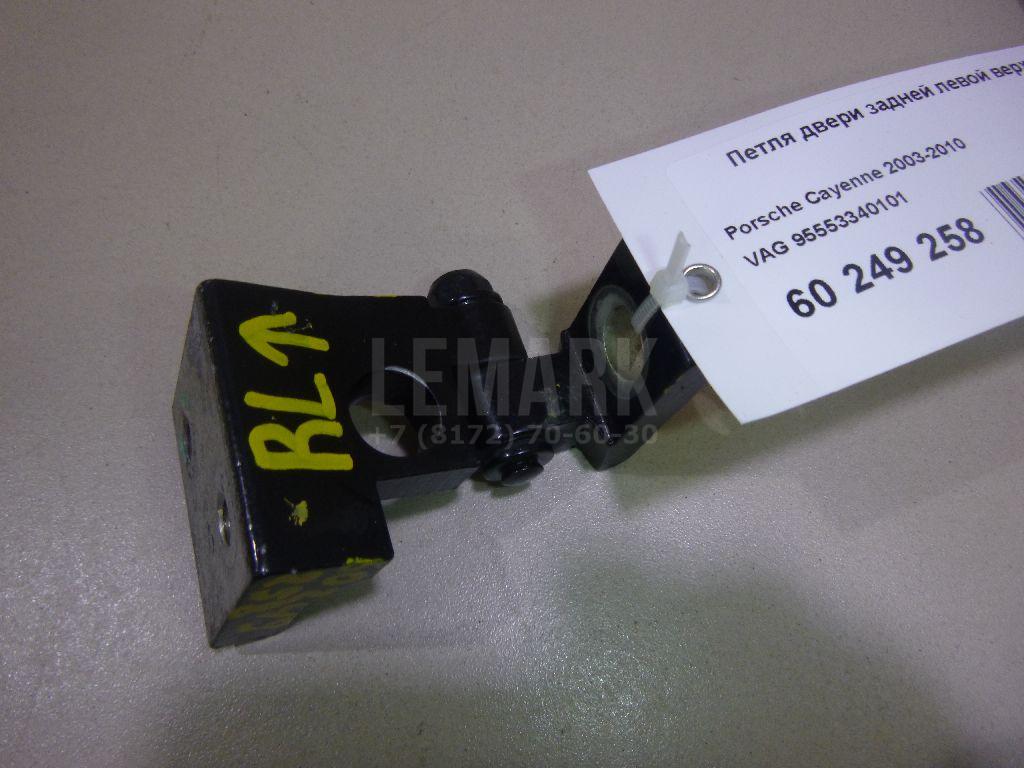 Петля двери задней левой
Porsche Cayenne 2003-2010
VAG 95553340101
60 249 258
RL↑
LEMARK
+7 (8172) 70-60-30